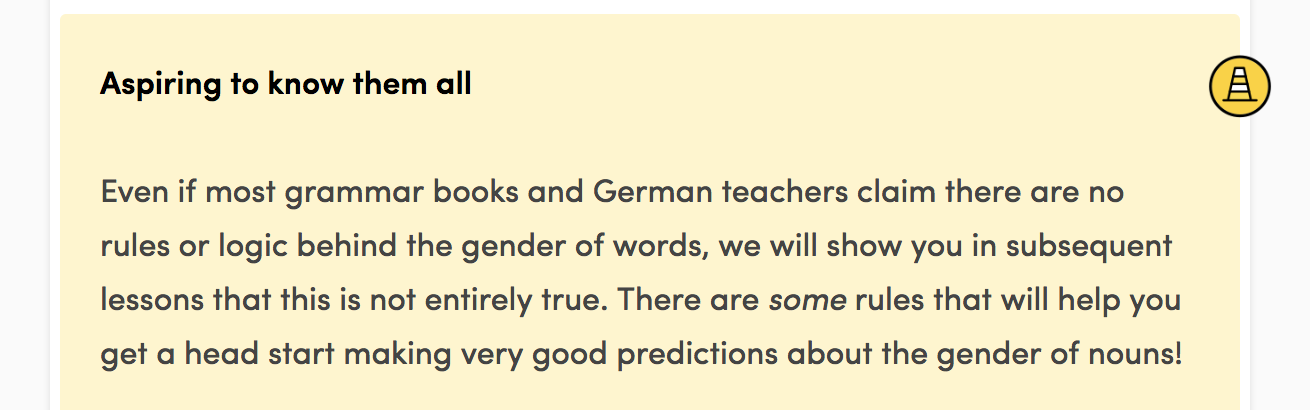 Aspiring to know them all
Even if most grammar books and German teachers claim there are no
rules or logic behind the gender of words, we will show you in subsequent
lessons that this is not entirely true. There are some rules that will help you
get a head start making very good predictions about the gender of nouns!